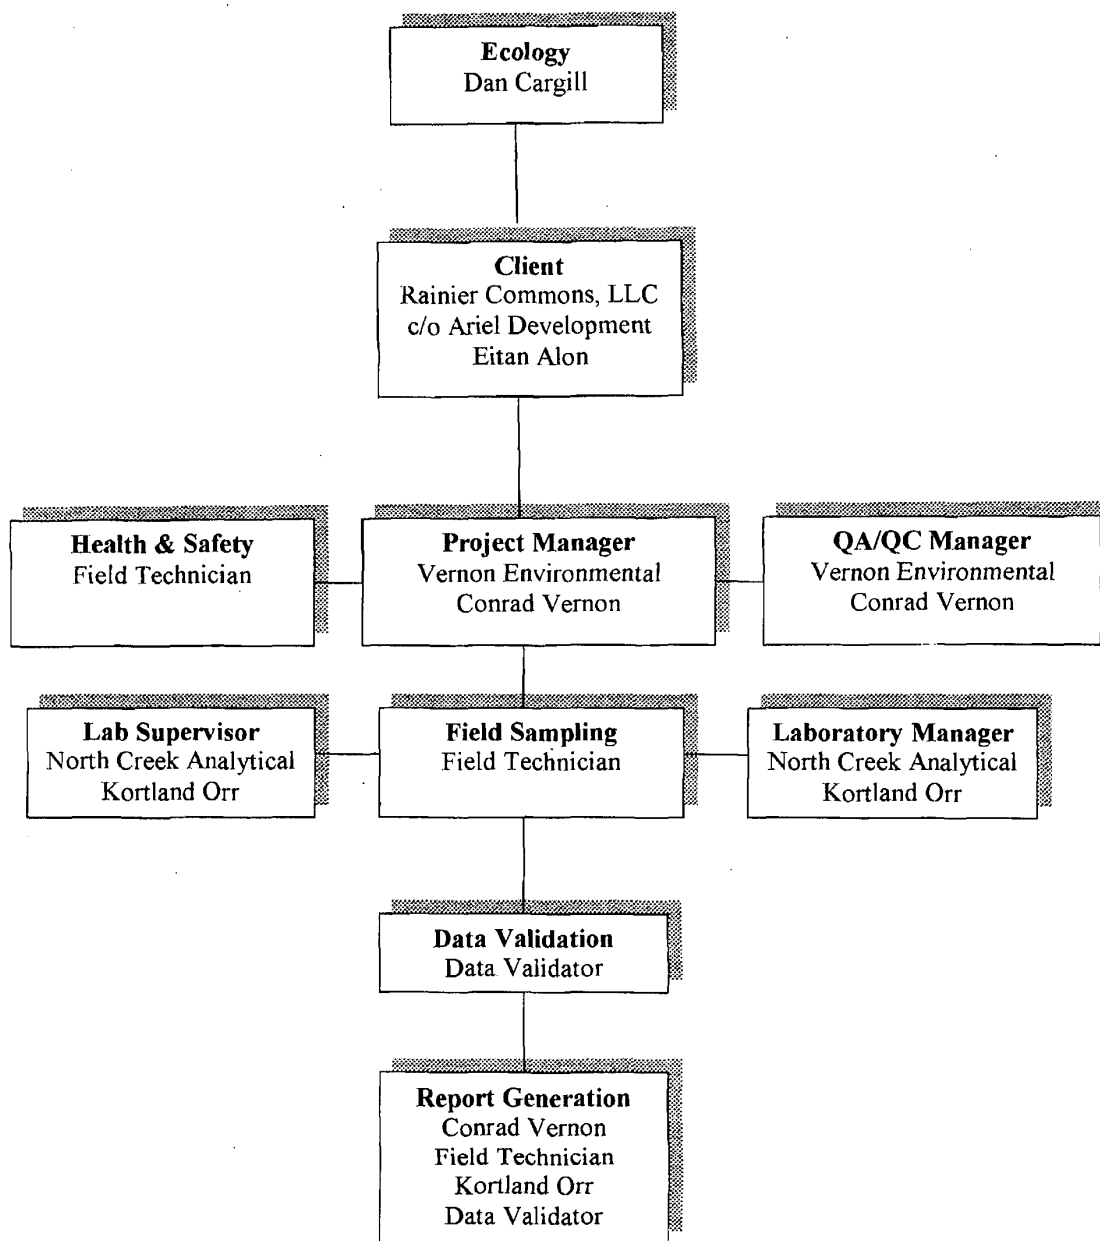 Ecology
Dan Cargill
Client
Rainier Commons, LLC
c/o Ariel Development
Eitan Alon
Health & Safety
Field Technician
Project Manager
Vernon Environmental
Conrad Vernon
QA/QC Manager
Vernon Environmental
Conrad Vernon
Lab Supervisor
North Creek Analytical
Kortland Orr
Field Sampling
Field Technician
Laboratory Manager
North Creek Analytical
Kortland Orr
Data Validation
Data Validator
Report Generation
Conrad Vernon
Field Technician
Kortland Orr
Data Validator